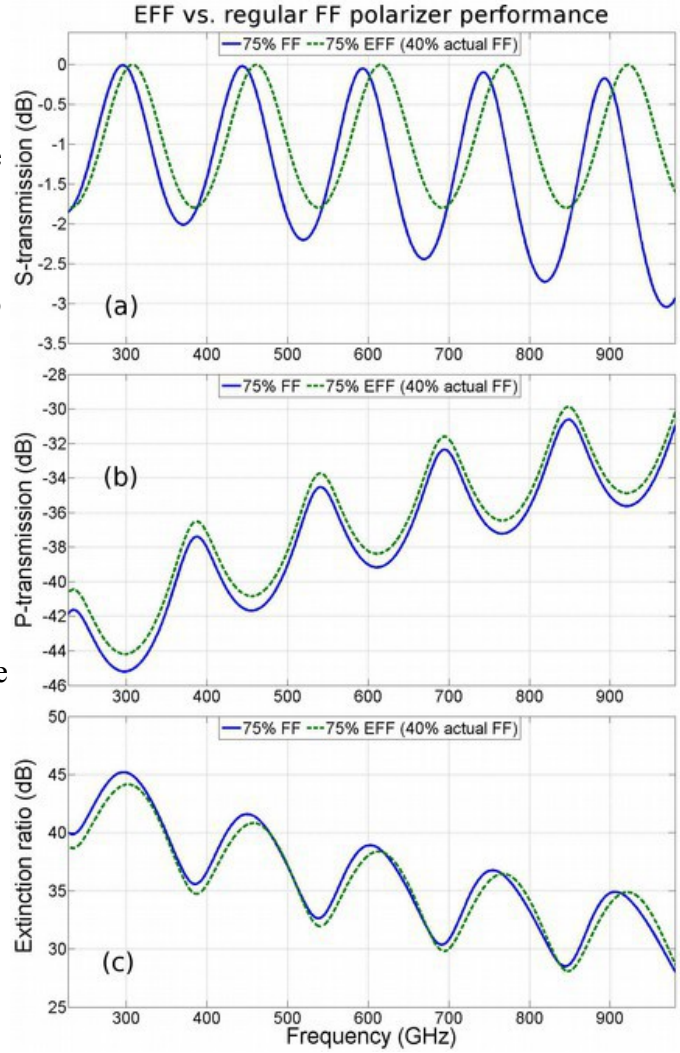 EFF vs. regular FF polarizer performance
75% FF 75% EFF (40% actual FF)
S-transmission (dB)
0
-0.5
-1
-1.5
-2
-2.5
-3
-3.5
(a)
300 400 500 600 700 800 900
75% FF 75% EFF (40% actual FF)
P-transmission (dB)
-28
-30
-32
-34
-36
-38
-40
-42
-44
-46
(b)
300 400 500 600 700 800 900
75% FF 75% EFF (40% actual FF)
Extinction ratio (dB)
50
45
40
35
30
25
(c)
300 400 500 600 700 800 900
Frequency (GHz)